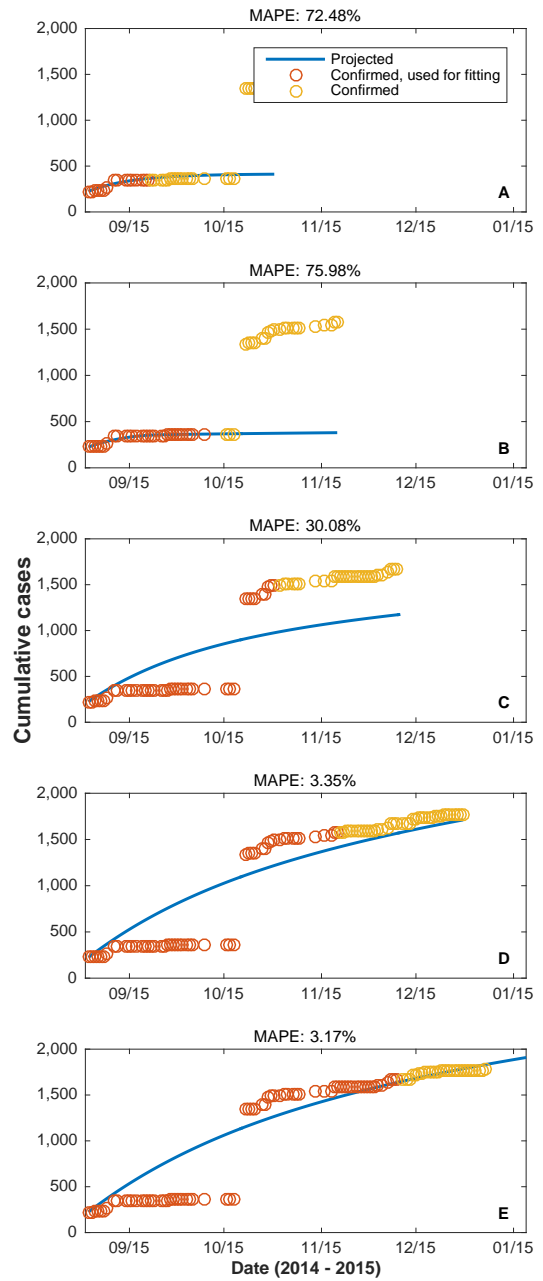 MAPE: 72.48%
2,000
1,500
1,000
500
0
Projected
Confirmed, used for fitting
Confirmed
A
09/15 10/15 11/15 12/15 01/15
MAPE: 75.98%
2,000
1,500
1,000
500
0
B
09/15 10/15 11/15 12/15 01/15
MAPE: 30.08%
2,000
1,500
1,000
500
0
C
09/15 10/15 11/15 12/15 01/15
Cumulative cases
MAPE: 3.35%
2,000
1,500
1,000
500
0
D
09/15 10/15 11/15 12/15 01/15
MAPE: 3.17%
2,000
1,500
1,000
500
0
E
09/15 10/15 11/15 12/15 01/15
Date (2014 - 2015)